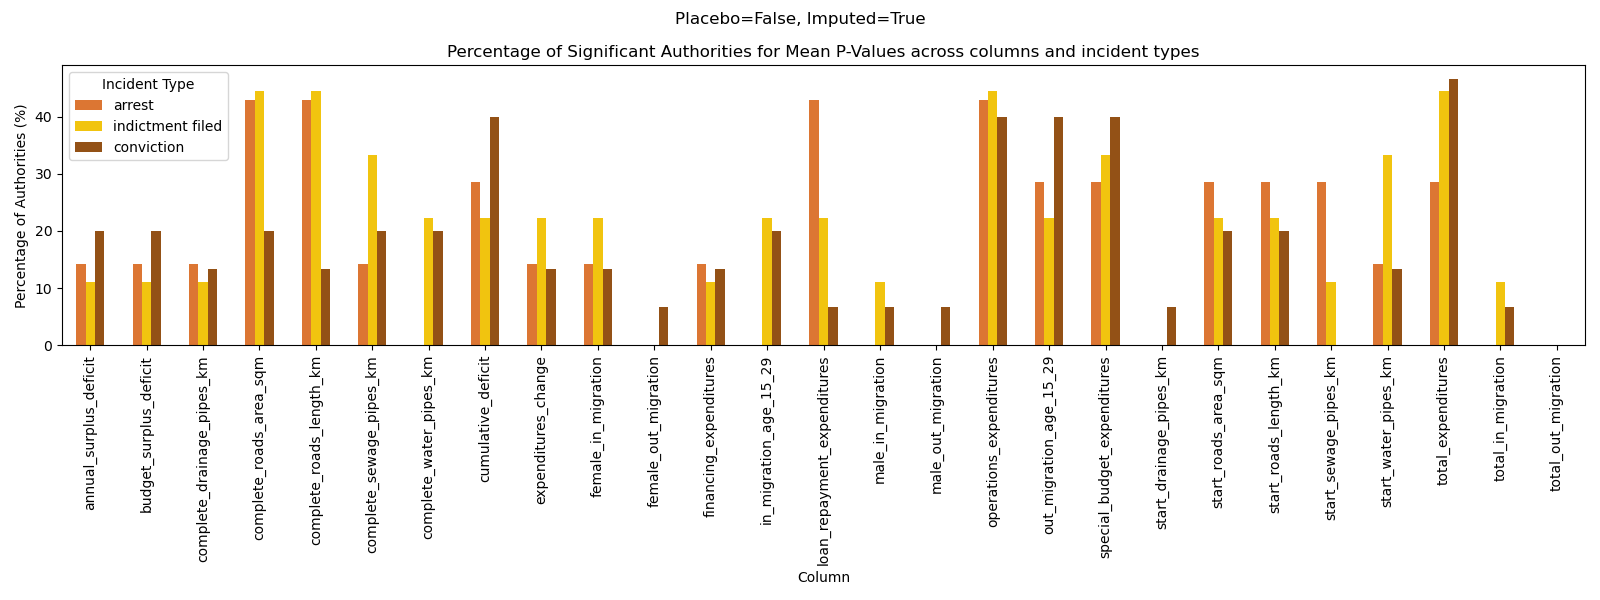 Placebo=False, Imputed=True
Percentage of Significant Authorities for Mean P-Values across columns and incident types
Incident Type
arrest
indictment filed
conviction
Percentage of Authorities (%)
40
30
20
10
0
annual_surplus_deficit
budget_surplus_deficit
complete_drainage_pipes_km
complete_roads_area_sqm
complete_roads_length_km
complete_sewage_pipes_km
complete_water_pipes_km
cumulative_deficit
expenditures_change
female_in_migration
female_out_migration
financing_expenditures
in_migration_age_15_29
loan_repayment_expenditures
male_in_migration
male_out_migration
operations_expenditures
out_migration_age_15_29
special_budget_expenditures
start_drainage_pipes_km
start_roads_area_sqm
start_roads_length_km
start_sewage_pipes_km
start_water_pipes_km
total_expenditures
total_in_migration
total_out_migration
Column